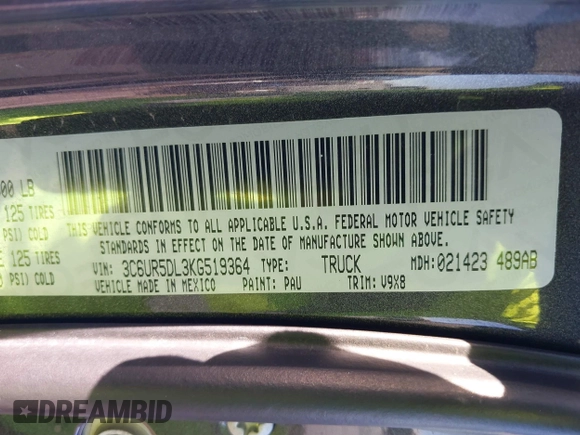 00 LB
125 TIRES
PSI) COLD
THIS VEHICLE CONFORMS TO ALL APPLICABLE U.S.A. FEDERAL MOTOR VEHICLE SAFETY
STANDARDS IN EFFECT ON THE DATE OF MANUFACTURE SHOWN ABOVE.
E 125 TIRES
PSI) COLD
VIN: 3C6UR5DL3KG519364 TYPE: TRUCK MDH: 021423 489AB
VEHICLE MADE IN MEXICO PAINT: PAU TRIM: V9X8
DREAMBID